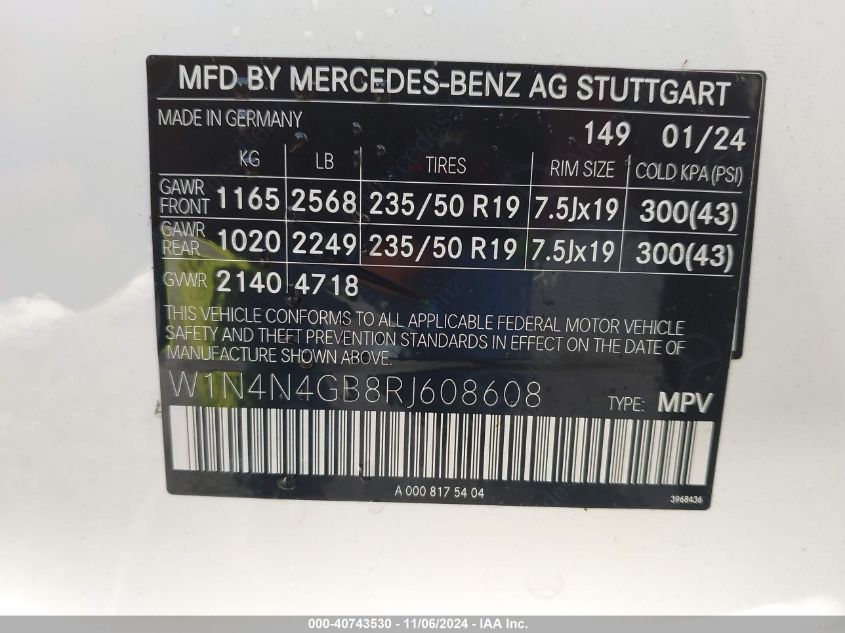 MFD BY MERCEDES-BENZ AG STUTTGART
MADE IN GERMANY 149 01/24
KG LB TIRES RIM SIZE COLD KPA (PSI)
GAWR FRONT 1165 2568 235/50 R19 7.5Jx19 300(43)
GAWR REAR 1020 2249 235/50 R19 7.5Jx19 300(43)
GVWR 2140 4718
THIS VEHICLE CONFORMS TO ALL APPLICABLE FEDERAL MOTOR VEHICLE
SAFETY AND THEFT PREVENTION STANDARDS IN EFFECT ON THE DATE OF
MANUFACTURE SHOWN ABOVE.
W1N4N4GB8RJ608608 TYPE: MPV
A 000 817 54 04 3968436
000-40743530 - 11/06/2024 - IAA Inc.